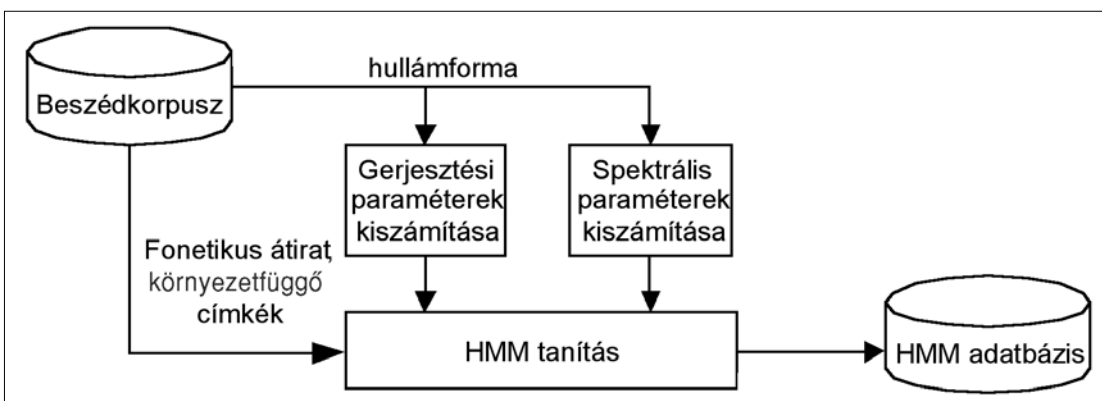 hullámforma
Beszédkorpusz
Gerjesztési
paraméterek
kiszámítása
Spektrális
paraméterek
kiszámítása
Fonetikus átirat,
környezetfüggő
címkék
HMM tanítás
HMM adatbázis